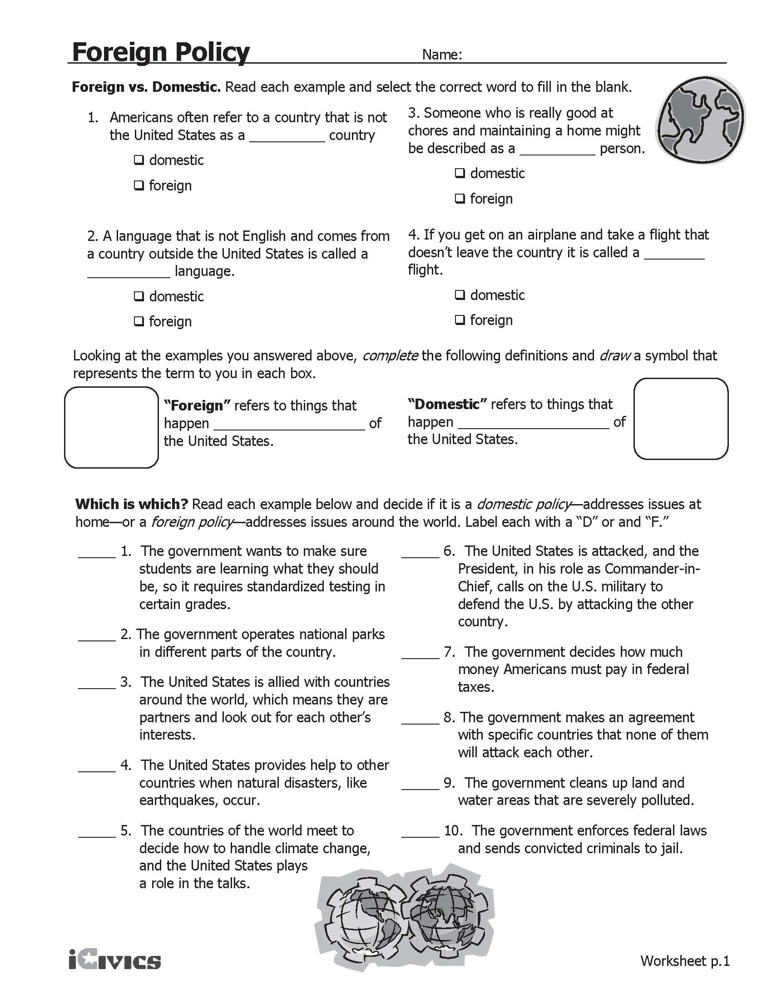 Foreign Policy
Name:
Foreign vs. Domestic. Read each example and select the correct word to fill in the blank.
1. Americans often refer to a country that is not
the United States as a __________ country
❑ domestic
❑ foreign
2. A language that is not English and comes from
a country outside the United States is called a
___________ language.
❑ domestic
❑ foreign
3. Someone who is really good at
chores and maintaining a home might
be described as a __________ person.
❑ domestic
❑ foreign
4. If you get on an airplane and take a flight that
doesn't leave the country it is called a ________
flight.
❑ domestic
❑ foreign
Looking at the examples you answered above, complete the following definitions and draw a symbol that
represents the term to you in each box.
“Foreign” refers to things that
happen ____________________ of
the United States.
“Domestic” refers to things that
happen ____________________ of
the United States.
Which is which? Read each example below and decide if it is a domestic policy—addresses issues at
home—or a foreign policy—addresses issues around the world. Label each with a “D” or and “F.”
_____ 1. The government wants to make sure
students are learning what they should
be, so it requires standardized testing in
certain grades.
_____ 2. The government operates national parks
in different parts of the country.
_____ 3. The United States is allied with countries
around the world, which means they are
partners and look out for each other’s
interests.
_____ 4. The United States provides help to other
countries when natural disasters, like
earthquakes, occur.
_____ 5. The countries of the world meet to
decide how to handle climate change,
and the United States plays
a role in the talks.
_____ 6. The United States is attacked, and the
President, in his role as Commander-in-
Chief, calls on the U.S. military to
defend the U.S. by attacking the other
country.
_____ 7. The government decides how much
money Americans must pay in federal
taxes.
_____ 8. The government makes an agreement
with specific countries that none of them
will attack each other.
_____ 9. The government cleans up land and
water areas that are severely polluted.
_____ 10. The government enforces federal laws
and sends convicted criminals to jail.
iCivics
Worksheet p.1